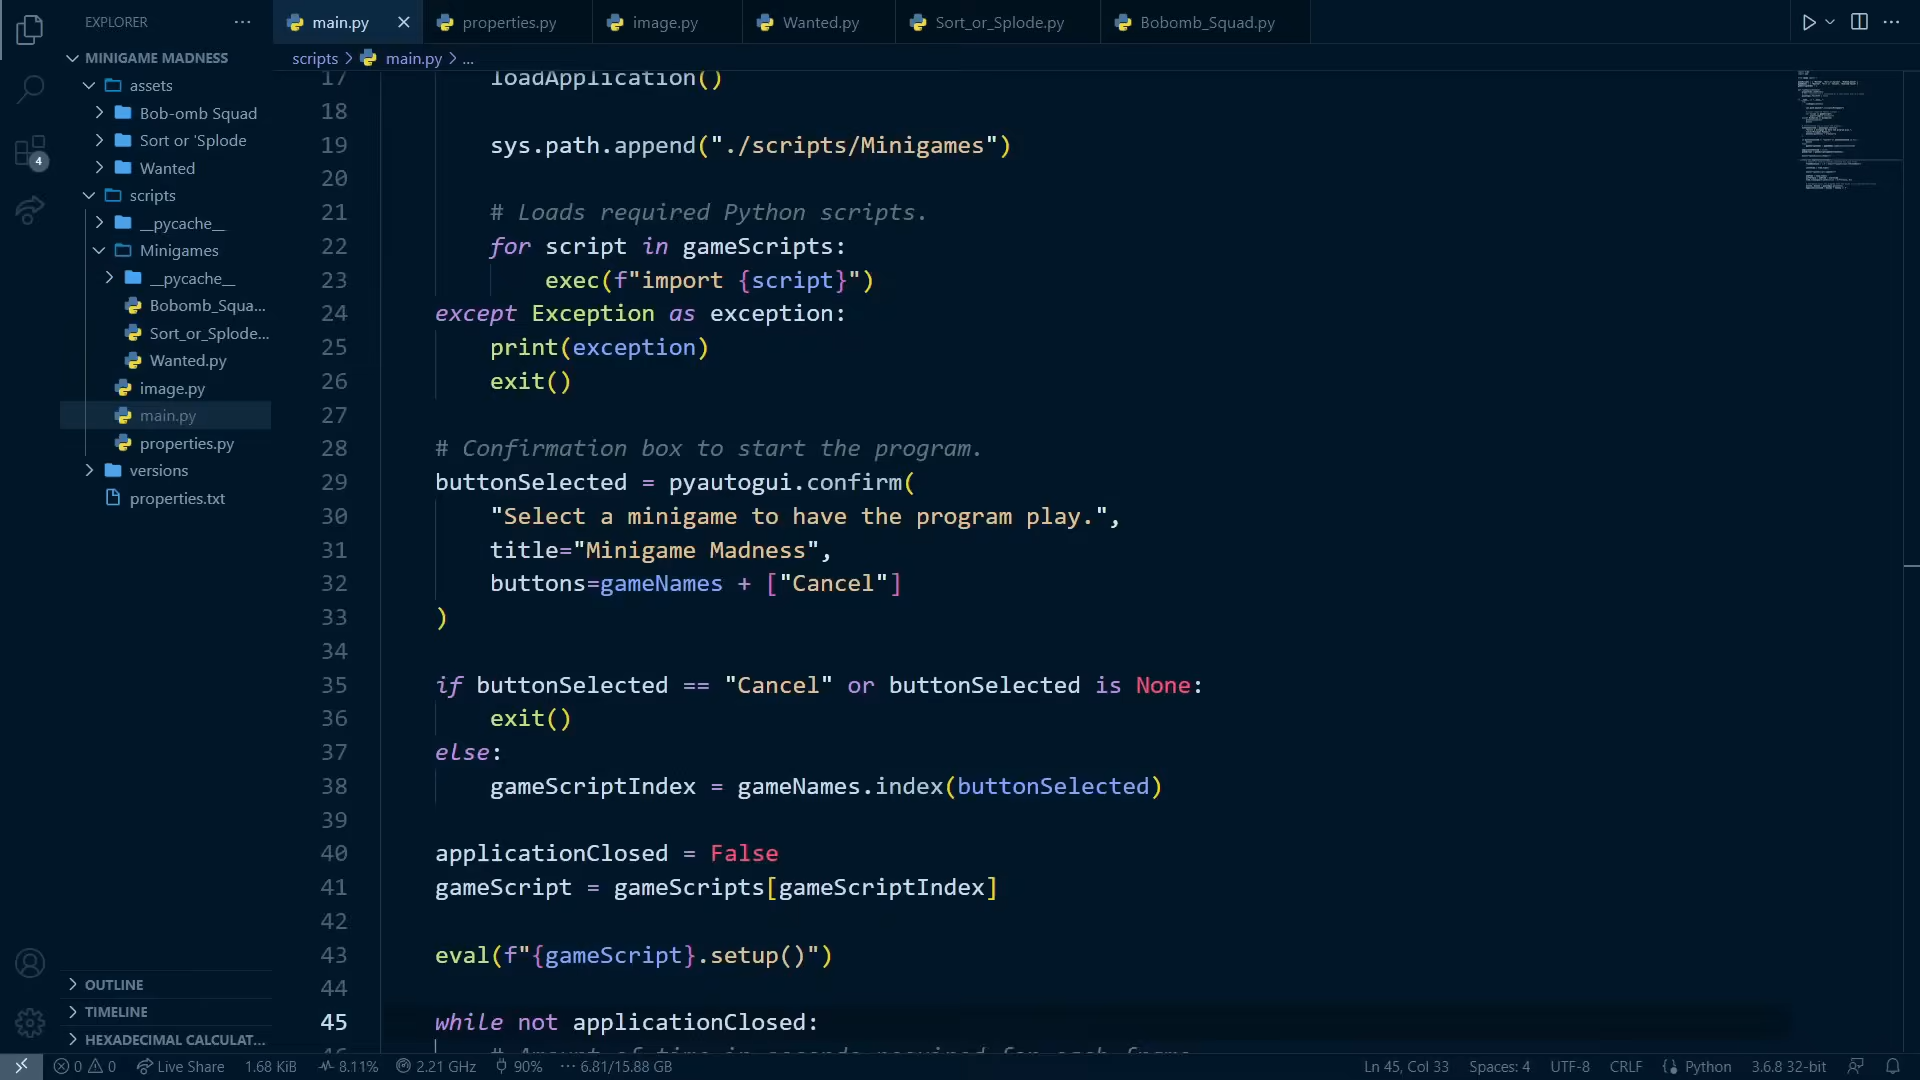 EXPLORER
MINIGAME MADNESS
assets
Bob-omb Squad
Sort or 'Splode
Wanted
scripts
__pycache__
Minigames
__pycache__
Bobomb_Squa...
Sort_or_Splode...
Wanted.py
image.py
main.py
properties.py
versions
properties.txt
OUTLINE
TIMELINE
HEXADECIMAL CALCULAT...
4
main.py
properties.py
image.py
Wanted.py
Sort_or_Splode.py
Bobomb_Squad.py
scripts > main.py > ...
17 loadApplication()
18
19 sys.path.append("./scripts/Minigames")
20
21 # Loads required Python scripts.
22 for script in gameScripts:
23 exec(f"import {script}")
24 except Exception as exception:
25 print(exception)
26 exit()
27
28 # Confirmation box to start the program.
29 buttonSelected = pyautogui.confirm(
30 "Select a minigame to have the program play.",
31 title="Minigame Madness",
32 buttons=gameNames + ["Cancel"]
33 )
34
35 if buttonSelected == "Cancel" or buttonSelected is None:
36 exit()
37 else:
38 gameScriptIndex = gameNames.index(buttonSelected)
39
40 applicationClosed = False
41 gameScript = gameScripts[gameScriptIndex]
42
43 eval(f"{gameScript}.setup()")
44
45 while not applicationClosed:
46 # Amount of time in seconds required for each frame
0 0 Live Share 1.68 KiB 8.11% 2.21 GHz 90% ··· 6.81/15.88 GB Ln 45, Col 33 Spaces: 4 UTF-8 CRLF Python 3.6.8 32-bit